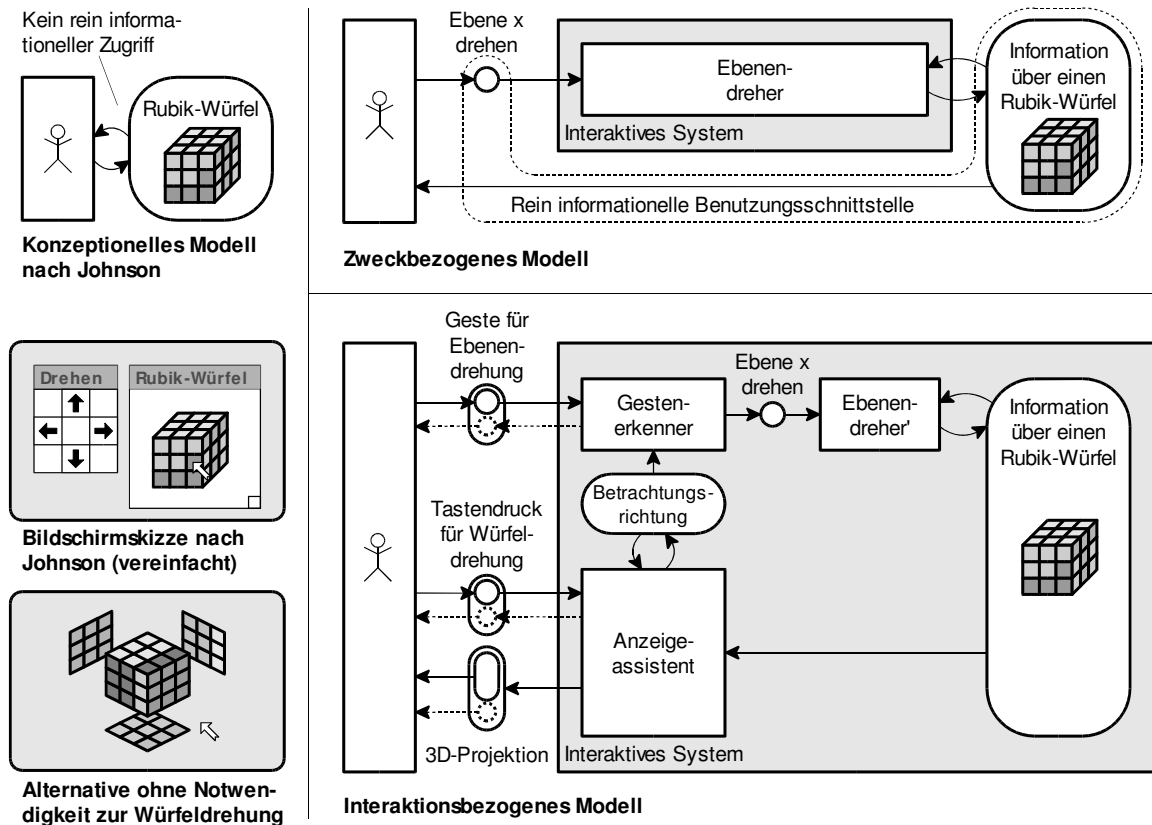 Kein rein informa-
tioneller Zugriff
Rubik-Würfel
Konzeptionelles Modell
nach Johnson
Ebene x
drehen
Ebenen-
dreher
Interaktives System
Information
über einen
Rubik-Würfel
Rein informationelle Benutzungsschnittstelle
Zweckbezogenes Modell
Drehen
Rubik-Würfel
Bildschirmskizze nach
Johnson (vereinfacht)
Alternative ohne Notwen-
digkeit zur Würfeldrehung
Geste für
Ebenen-
drehung
Gesten-
erkenner
Ebene x
drehen
Ebenen-
dreher'
Information
über einen
Rubik-Würfel
Betrachtungs-
richtung
Tastendruck
für Würfel-
drehung
Anzeige-
assistent
3D-Projektion
Interaktives System
Interaktionsbezogenes Modell